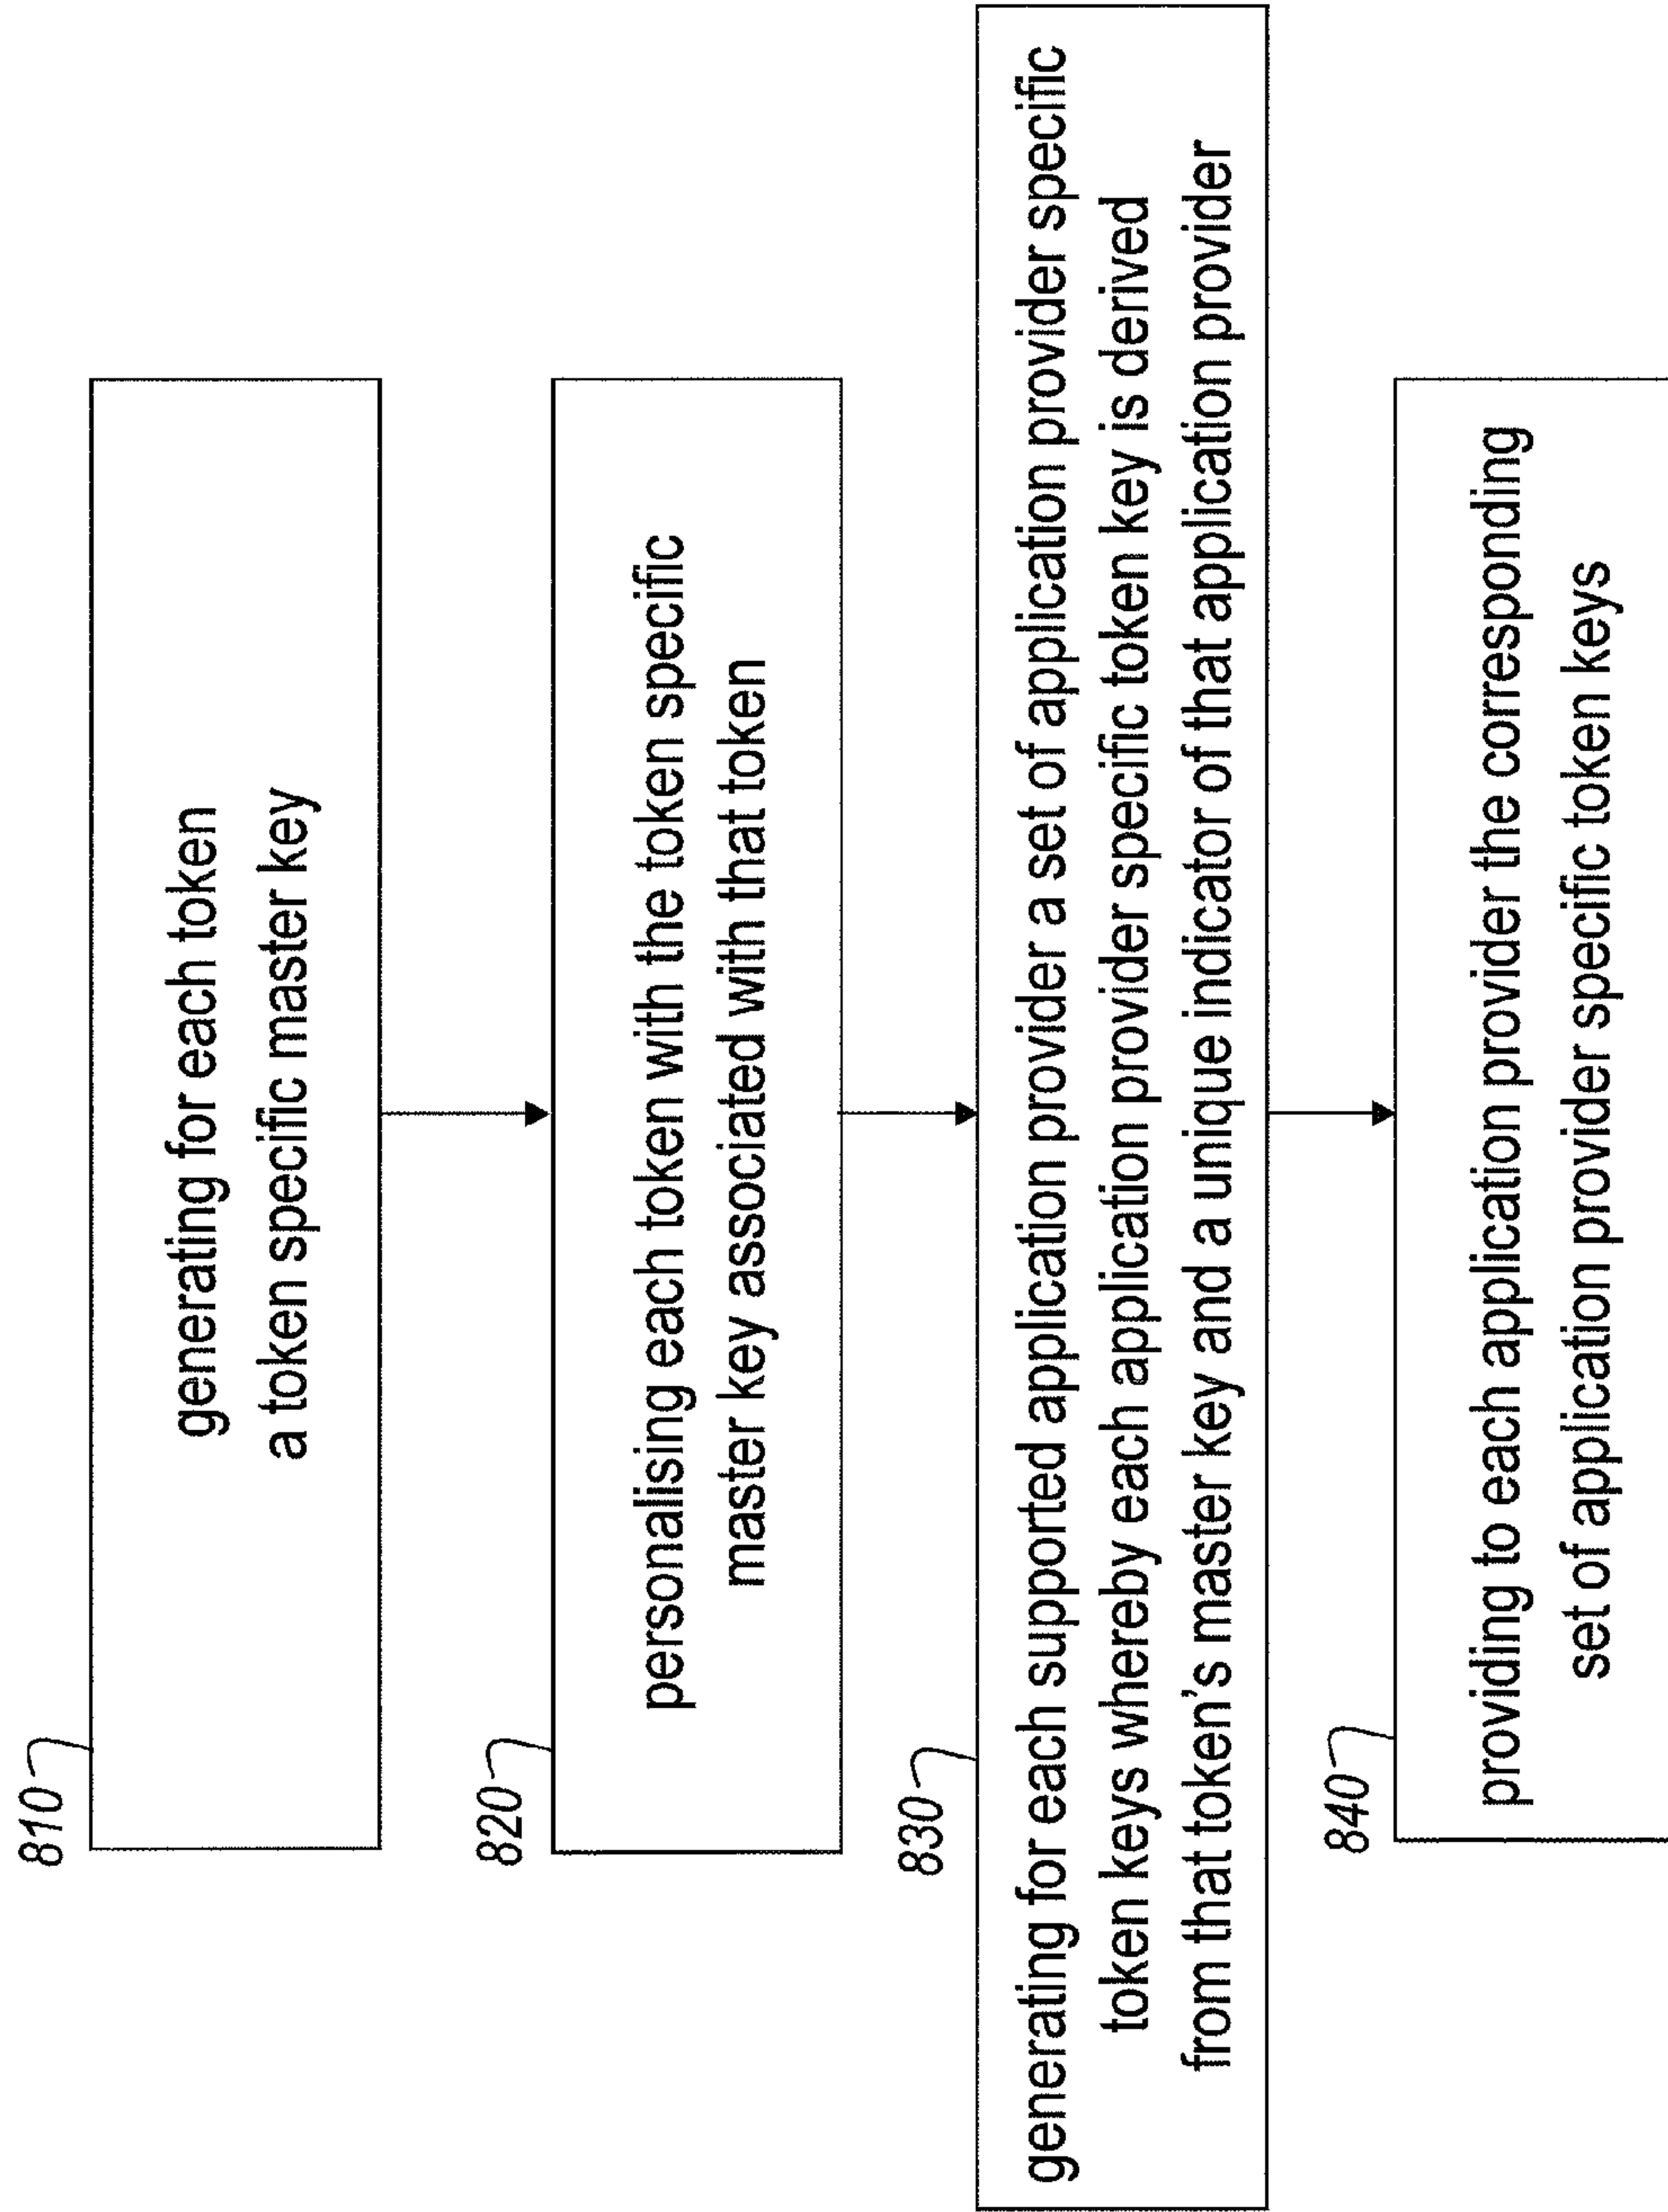 810
generating for each token
a token specific master key
820
personalising each token with the token specific
master key associated with that token
830
generating for each supported application provider a set of application provider specific
token keys whereby each application provider specific token key is derived
from that token's master key and a unique indicator of that application provider
840
providing to each application provider the corresponding
set of application provider specific token keys